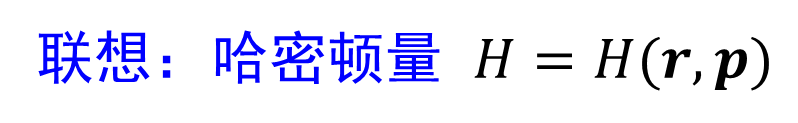 联想：哈密顿量 𝐻 = 𝐻(𝒓, 𝒑)